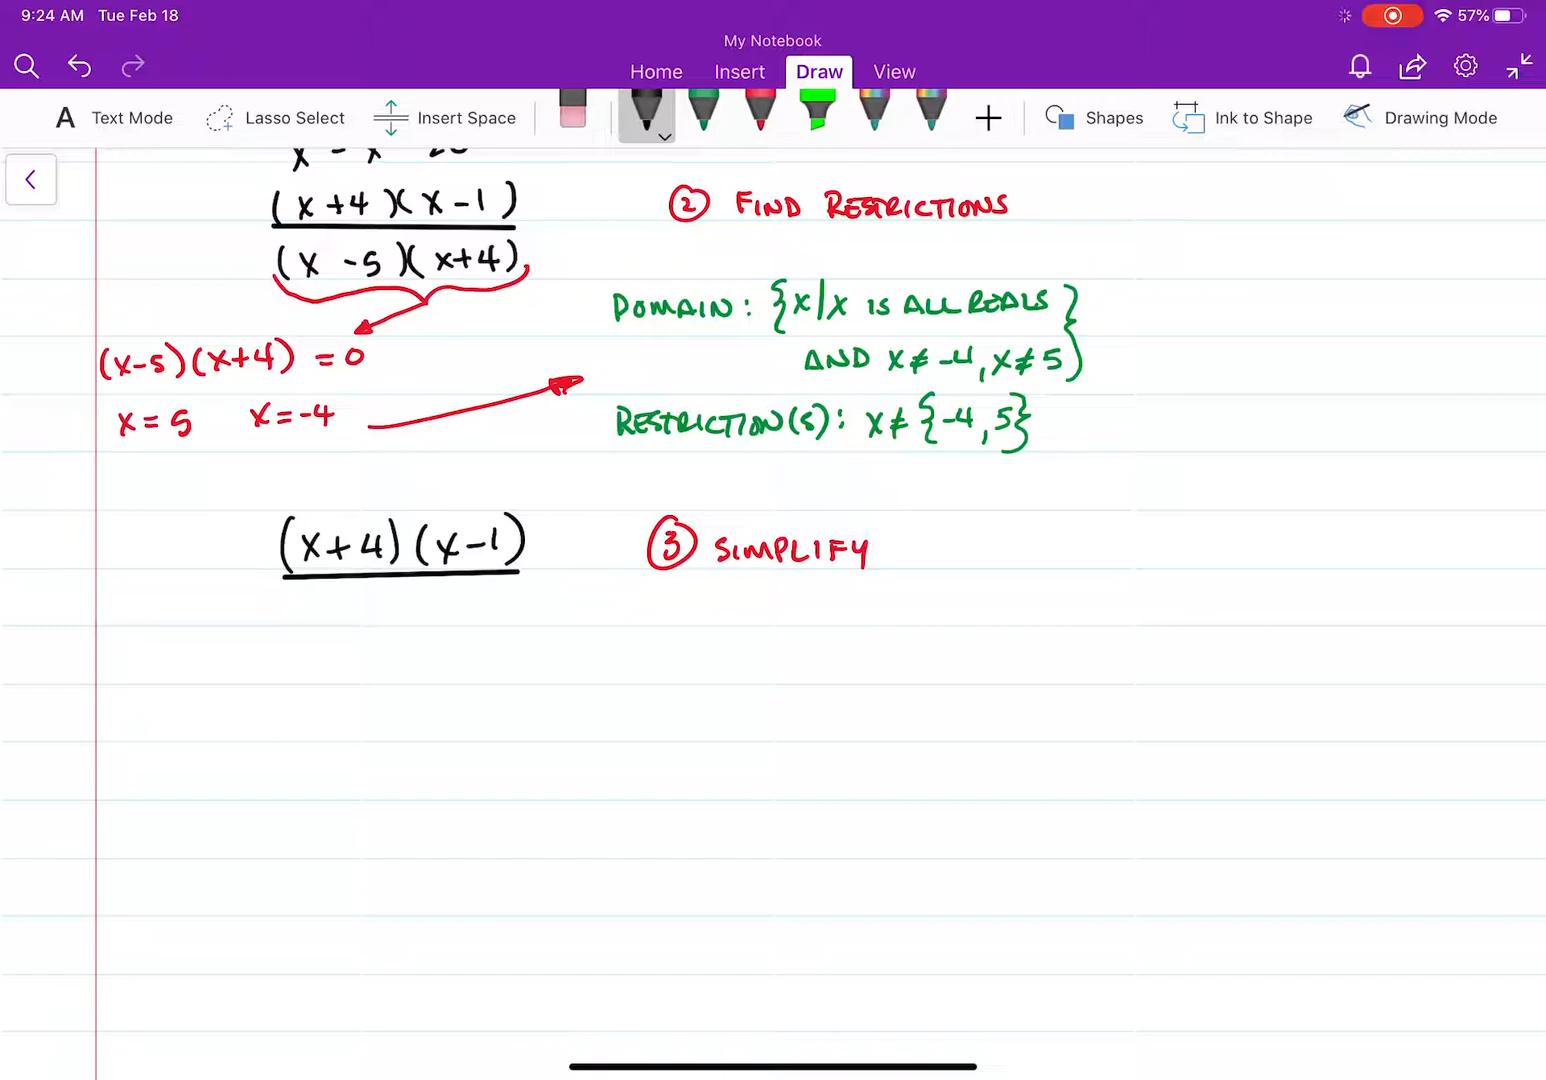 9:24 AM Tue Feb 18
57%
My Notebook
Home Insert Draw View
A Text Mode Lasso Select Insert Space Shapes Ink to Shape Drawing Mode
(x+4)(x-1)
② FIND RESTRICTIONS
(x-5)(x+4)
DOMAIN: {x|x IS ALL REALS
(x-5)(x+4) = 0
AND x≠-4, x≠5}
x=5 x=-4
RESTRICTION(S): x≠{-4,5}
(x+4)(x-1)
③ SIMPLIFY